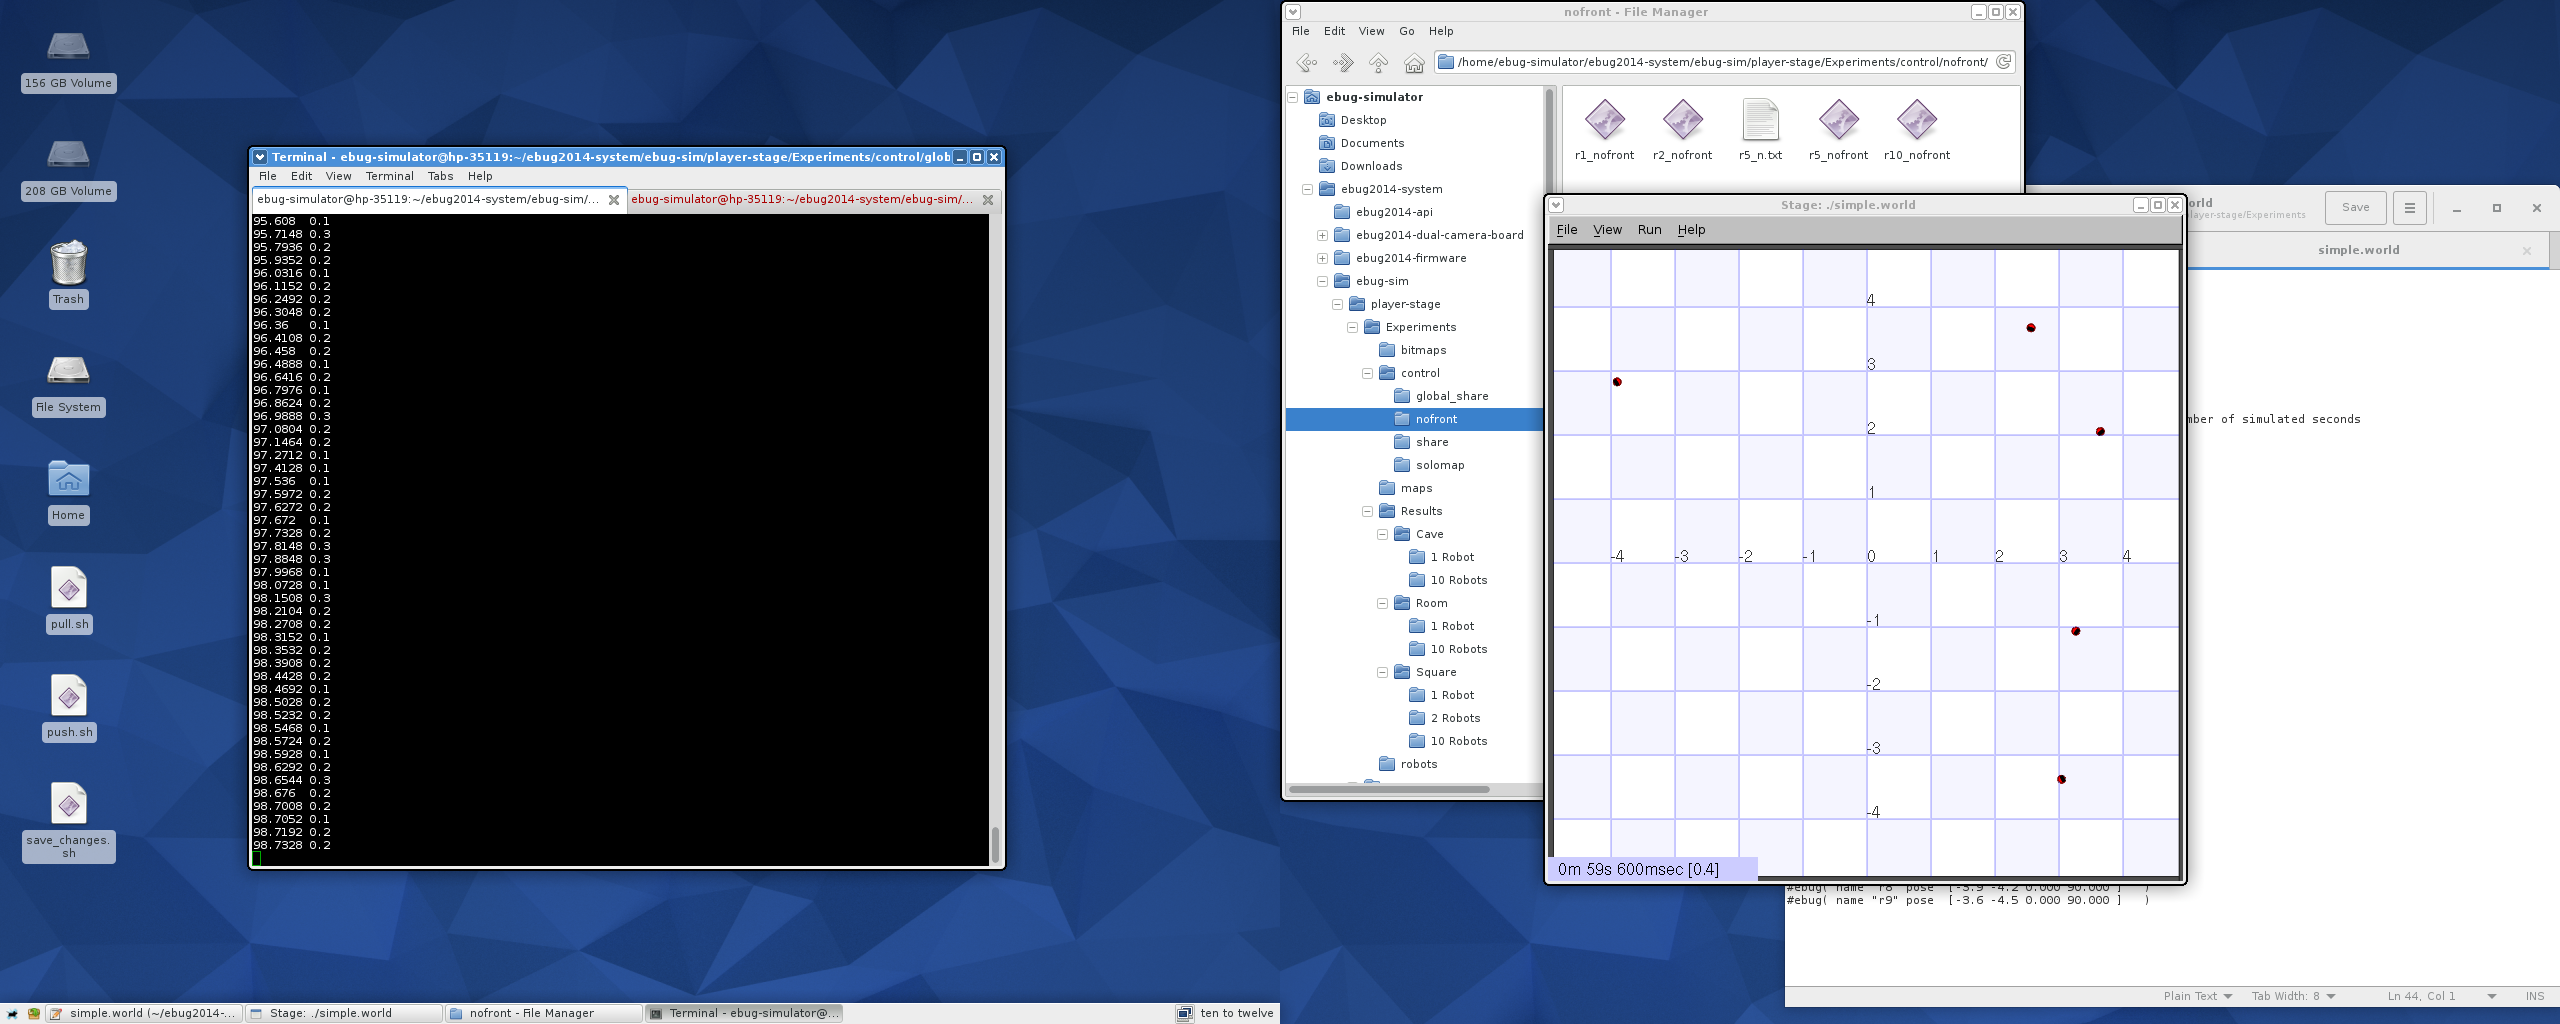 156 GB Volume
208 GB Volume
Trash
File System
Home
pull.sh
push.sh
save_changes.
sh
Terminal - ebug-simulator@hp-35119:~/ebug2014-system/ebug-sim/player-stage/Experiments/control/glob
File Edit View Terminal Tabs Help
ebug-simulator@hp-35119:~/ebug2014-system/ebug-sim/... ebug-simulator@hp-35119:~/ebug2014-system/ebug-sim/...
95.608 0.1
95.7148 0.3
95.7936 0.2
95.9352 0.2
96.0316 0.1
96.1152 0.2
96.2492 0.2
96.3048 0.2
96.36 0.1
96.4108 0.2
96.458 0.2
96.4888 0.1
96.6416 0.2
96.7976 0.1
96.8624 0.2
96.9888 0.3
97.0804 0.2
97.1464 0.2
97.2712 0.1
97.4128 0.1
97.536 0.1
97.5972 0.2
97.6272 0.2
97.672 0.1
97.7328 0.2
97.8148 0.3
97.8848 0.3
97.9968 0.1
98.0728 0.1
98.1508 0.3
98.2104 0.2
98.2708 0.2
98.3152 0.1
98.3532 0.2
98.3908 0.2
98.4428 0.2
98.4692 0.1
98.5028 0.2
98.5232 0.2
98.5468 0.1
98.5724 0.2
98.5928 0.1
98.6292 0.2
98.6544 0.3
98.676 0.2
98.7008 0.2
98.7052 0.1
98.7192 0.2
98.7328 0.2
nofront - File Manager
File Edit View Go Help
/home/ebug-simulator/ebug2014-system/ebug-sim/player-stage/Experiments/control/nofront/
ebug-simulator
Desktop
Documents
Downloads
ebug2014-system
ebug2014-api
ebug2014-dual-camera-board
ebug2014-firmware
ebug-sim
player-stage
Experiments
bitmaps
control
global_share
nofront
share
solomap
maps
Results
Cave
1 Robot
10 Robots
Room
1 Robot
10 Robots
Square
1 Robot
2 Robots
10 Robots
robots
r1_nofront r2_nofront r5_n.txt r5_nofront r10_nofront
Stage: ./simple.world
File View Run Help
4
3
2
1
-4 -3 -2 -1 0 1 2 3 4
-1
-2
-3
-4
0m 59s 600msec [0.4]
orld
player-stage/Experiments
Save
simple.world
mber of simulated seconds
#ebug( name "r8" pose [-3.9 -4.2 0.000 90.000 ] )
#ebug( name "r9" pose [-3.6 -4.5 0.000 90.000 ] )
Plain Text Tab Width: 8 Ln 44, Col 1 INS
simple.world (~/ebug2014-... Stage: ./simple.world nofront - File Manager Terminal - ebug-simulator@... ten to twelve